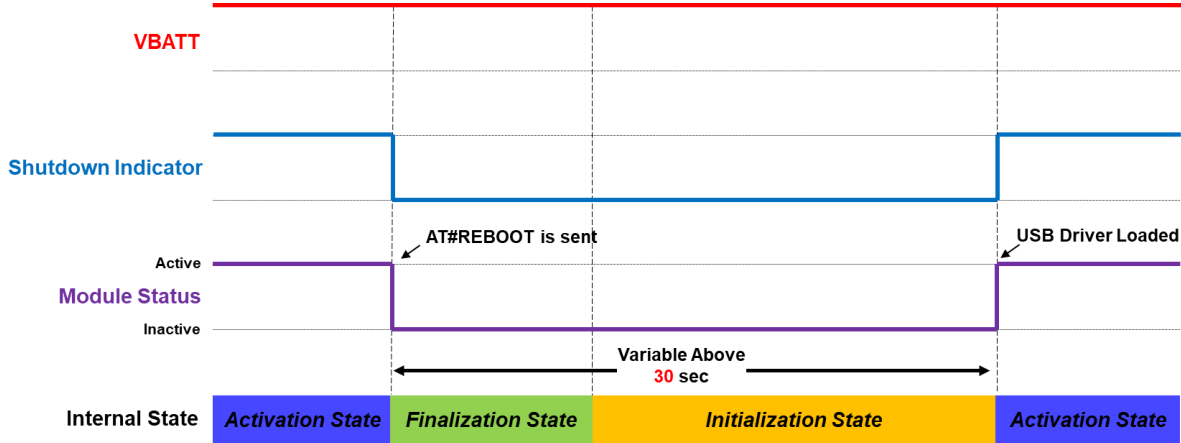 VBATT
Shutdown Indicator
AT#REBOOT is sent
USB Driver Loaded
Active
Module Status
Inactive
Variable Above
30 sec
Internal State
Activation State
Finalization State
Initialization State
Activation State